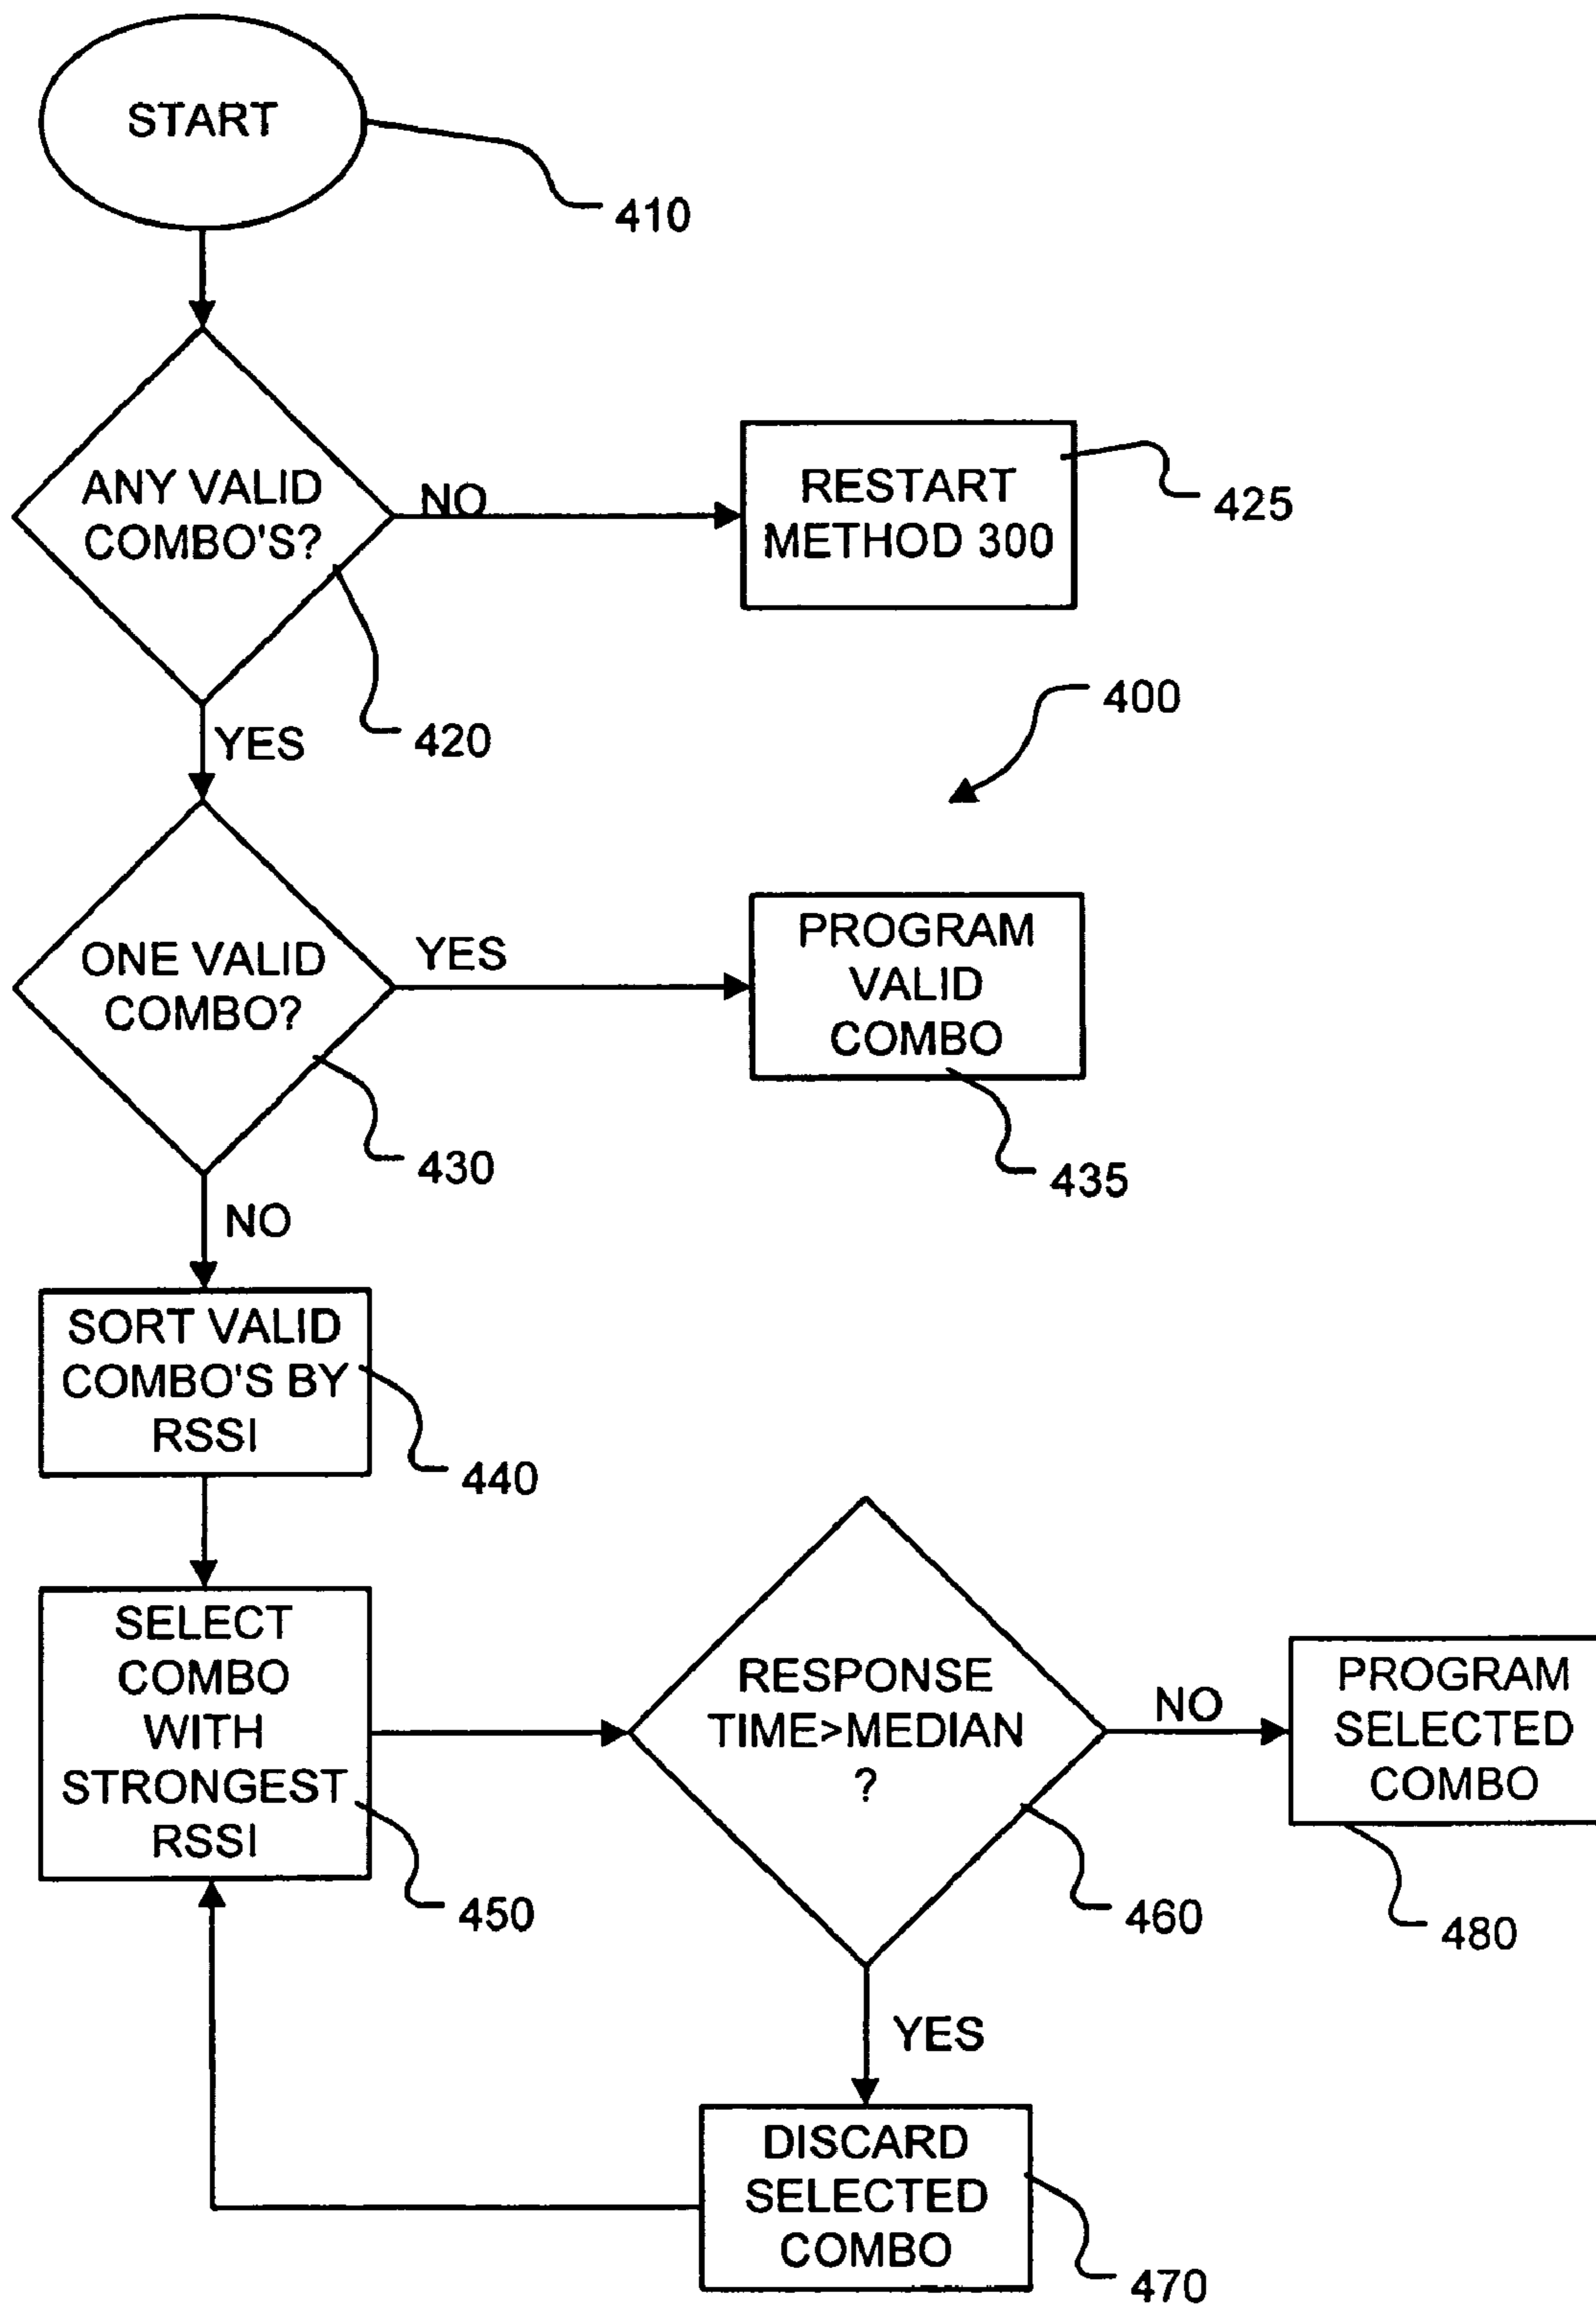 START
410
ANY VALID
COMBO'S?
NO
RESTART
METHOD 300
425
420
YES
400
ONE VALID
COMBO?
YES
PROGRAM
VALID
COMBO
430
435
NO
SORT VALID
COMBO'S BY
RSSI
440
SELECT
COMBO
WITH
STRONGEST
RSSI
450
RESPONSE
TIME>MEDIAN
?
NO
PROGRAM
SELECTED
COMBO
460
480
YES
DISCARD
SELECTED
COMBO
470